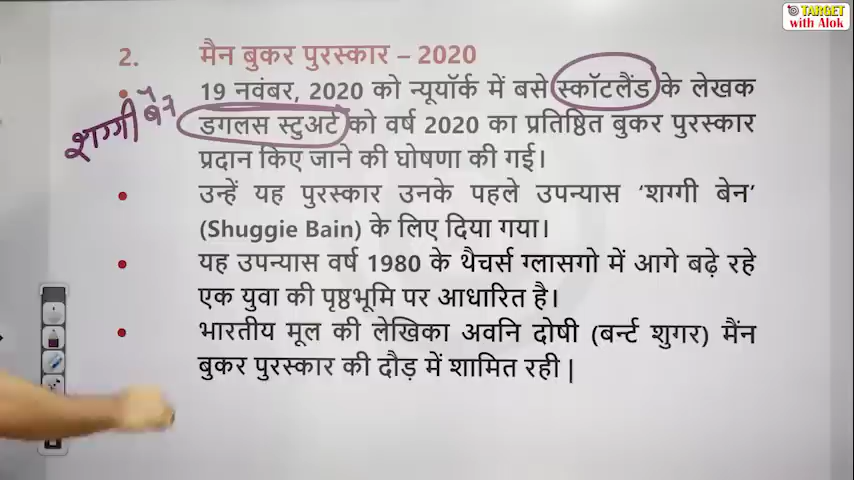 TARGET
with Alok
2. मैन बुकर पुरस्कार – 2020
19 नवंबर, 2020 को न्यूयॉर्क में बसे स्कॉटलैंड के लेखक
शग्गी बेन
डगलस स्टुअर्ट को वर्ष 2020 का प्रतिष्ठित बुकर पुरस्कार
प्रदान किए जाने की घोषणा की गई।
उन्हें यह पुरस्कार उनके पहले उपन्यास ‘शग्गी बेन’
(Shuggie Bain) के लिए दिया गया।
यह उपन्यास वर्ष 1980 के थैचर्स ग्लासगो में आगे बढ़े रहे
एक युवा की पृष्ठभूमि पर आधारित है।
भारतीय मूल की लेखिका अवनि दोषी (बर्न्ट शुगर) मैंन
बुकर पुरस्कार की दौड़ में शामित रही |